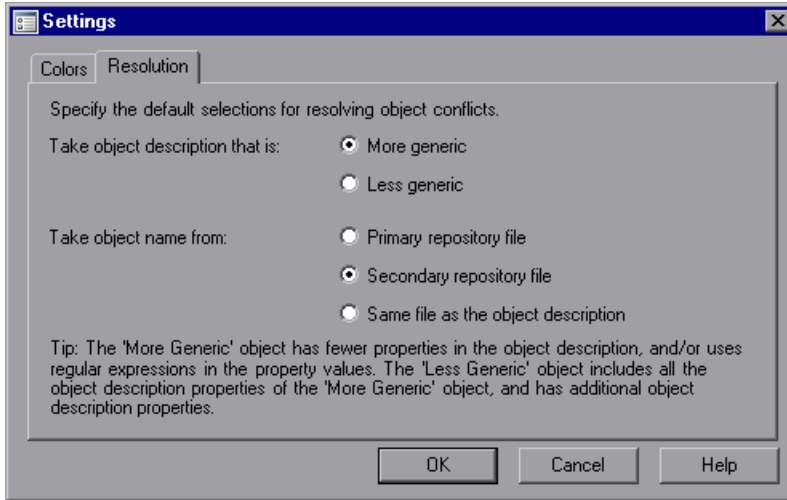 Settings
Colors
Resolution
Specify the default selections for resolving object conflicts.
Take object description that is:
More generic
Less generic
Take object name from:
Primary repository file
Secondary repository file
Same file as the object description
Tip: The 'More Generic' object has fewer properties in the object description, and/or uses
regular expressions in the property values. The 'Less Generic' object includes all the
object description properties of the 'More Generic' object, and has additional object
description properties.
OK
Cancel
Help